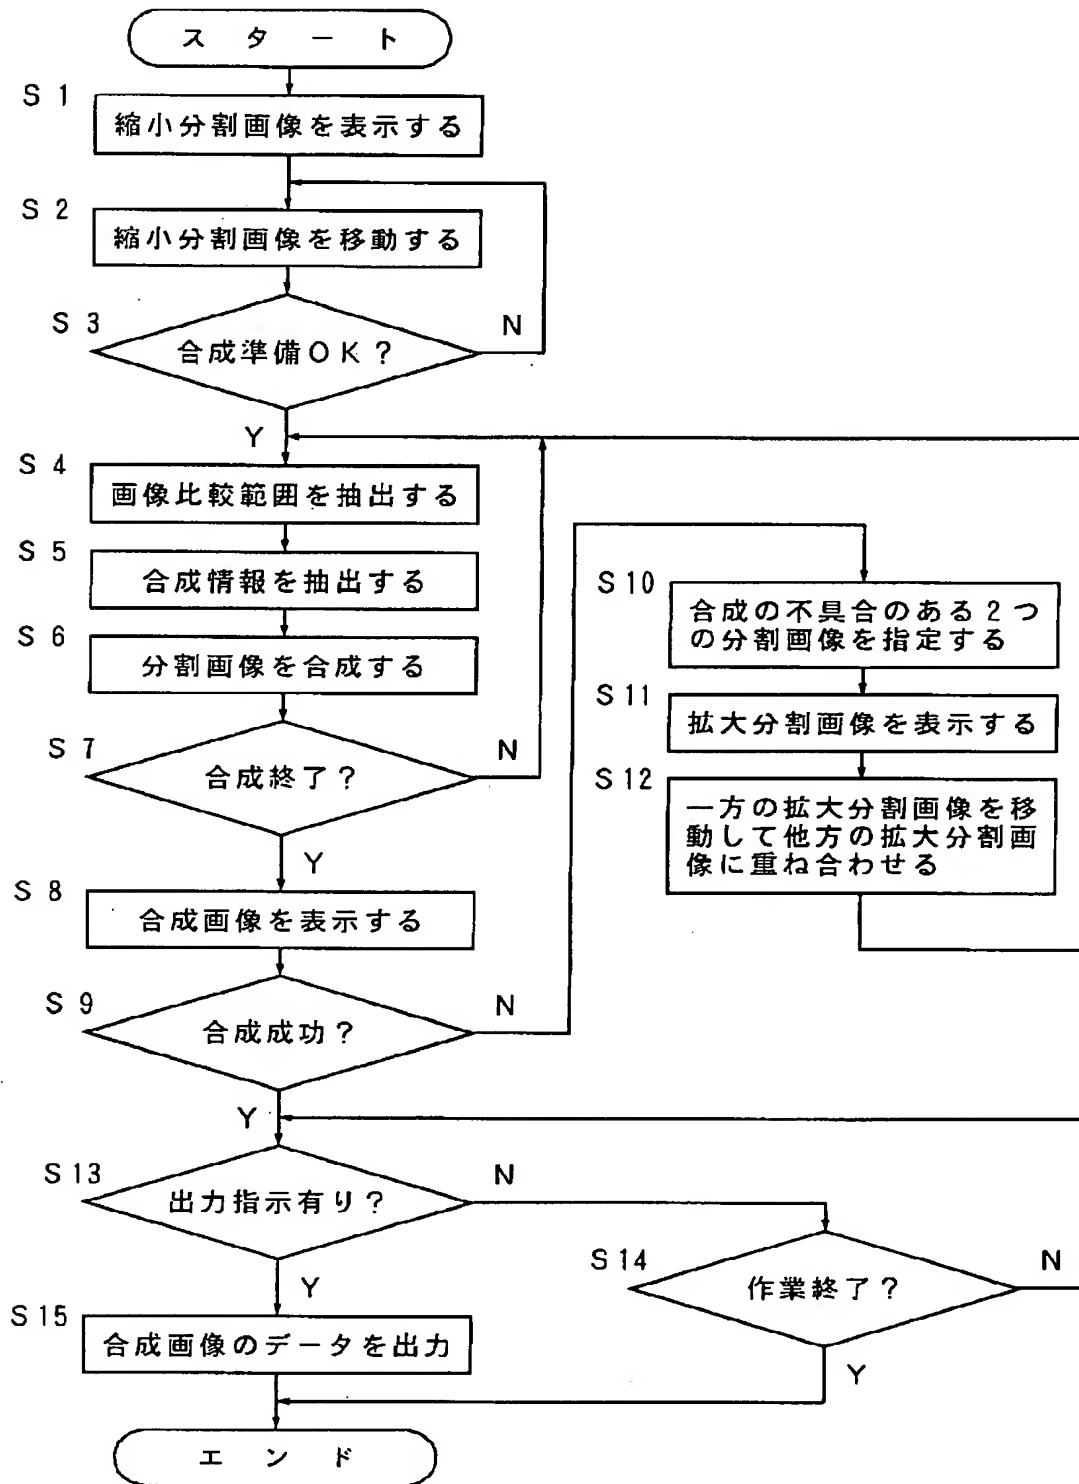 スタート
S1
縮小分割画像を表示する
S2
縮小分割画像を移動する
S3
合成準備OK?
N
Y
S4
画像比較範囲を抽出する
S5
合成情報を抽出する
S6
分割画像を合成する
S7
合成終了?
N
Y
S8
合成画像を表示する
S9
合成成功?
N
Y
S10
合成の不具合のある2つ
の分割画像を指定する
S11
拡大分割画像を表示する
S12
一方の拡大分割画像を移
動して他方の拡大分割画
像に重ね合わせる
S13
出力指示有り?
N
Y
S14
作業終了?
N
Y
S15
合成画像のデータを出力
エンド